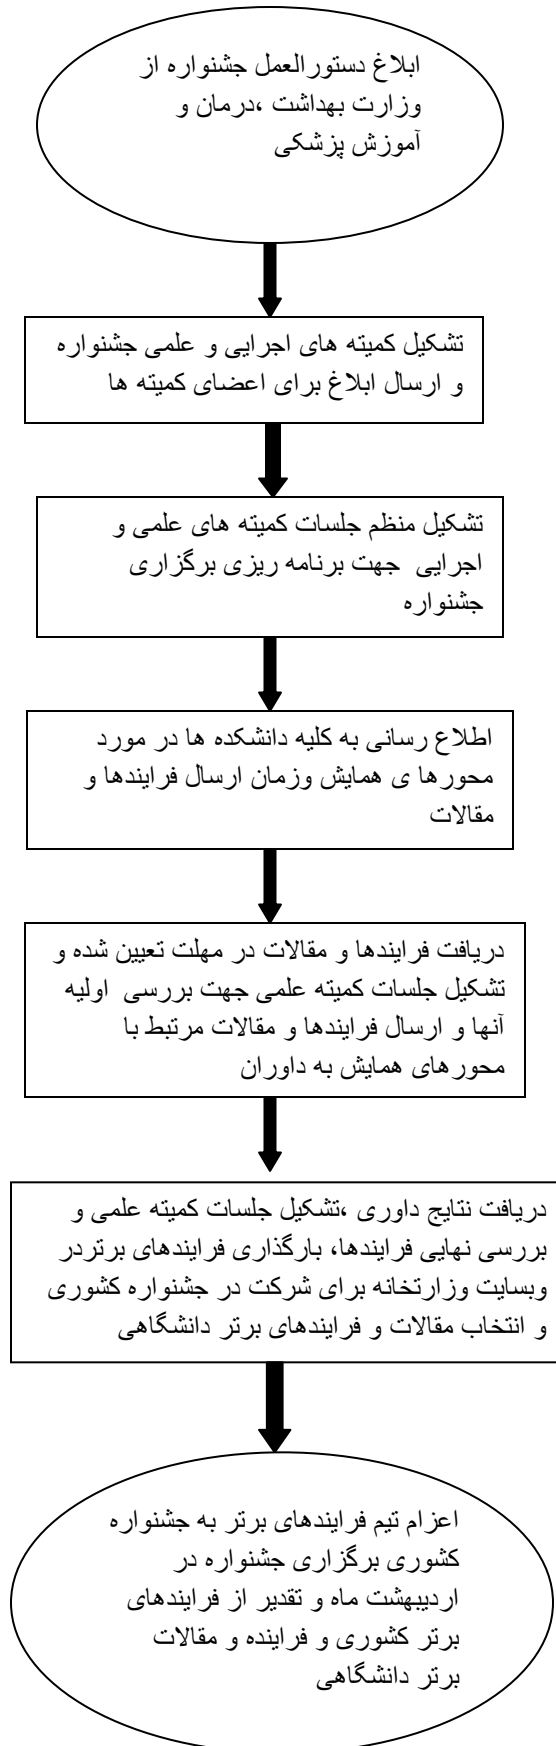 ابلاغ دستورالعمل جشنواره از
وزارت بهداشت ،درمان و
آموزش پزشکی
تشکیل کمیته های اجرایی و علمی جشنواره
و ارسال ابلاغ برای اعضای کمیته ها
تشکیل منظم جلسات کمیته های علمی و
اجرایی جهت برنامه ریزی برگزاری
جشنواره
اطلاع رسانی به کلیه دانشکده ها در مورد
محورها ی همایش وزمان ارسال فرایندها و
مقالات
دریافت فرایندها و مقالات در مهلت تعیین شده و
تشکیل جلسات کمیته علمی جهت بررسی اولیه
آنها و ارسال فرایندها و مقالات مرتبط با
محورهای همایش به داوران
دریافت نتایج داوری ،تشکیل جلسات کمیته علمی و
بررسی نهایی فرایندها، بارگذاری فرایندهای برتردر
وبسایت وزارتخانه برای شرکت در جشنواره کشوری
و انتخاب مقالات و فرایندهای برتر دانشگاهی
اعزام تیم فرایندهای برتر به جشنواره
کشوری برگزاری جشنواره در
اردیبهشت ماه و تقدیر از فرایندهای
برتر کشوری و فراینده و مقالات
برتر دانشگاهی